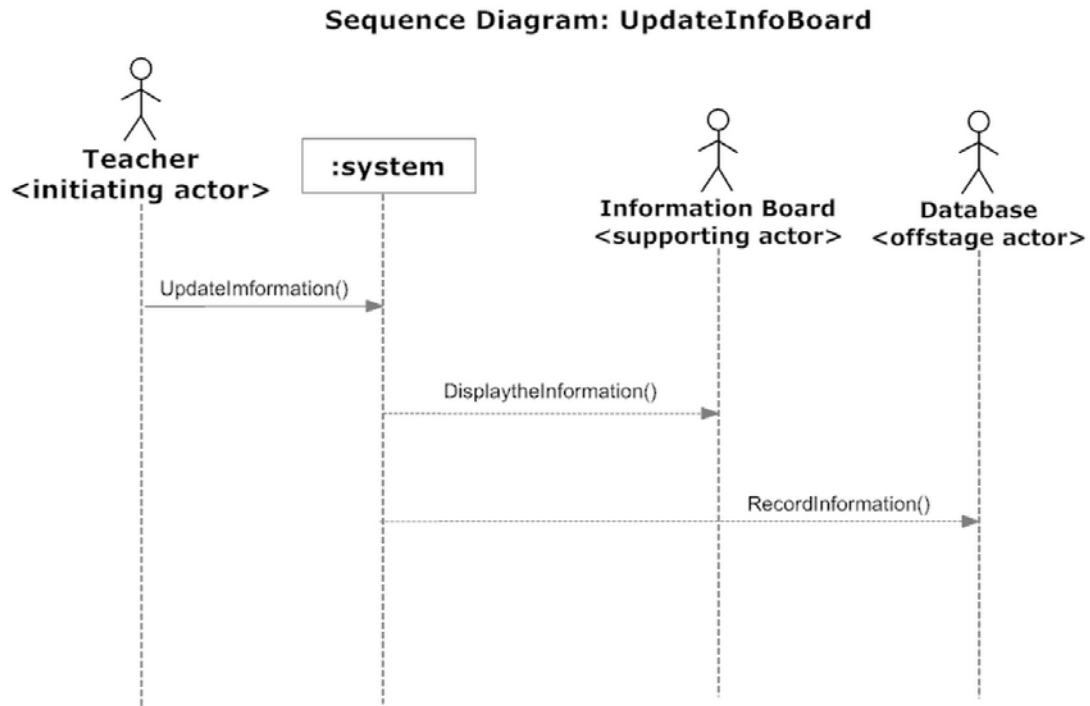 Sequence Diagram: UpdateInfoBoard
Teacher
<initiating actor>
:system
Information Board
<supporting actor>
Database
<offstage actor>
UpdateImformation()
DisplaytheInformation()
RecordInformation()